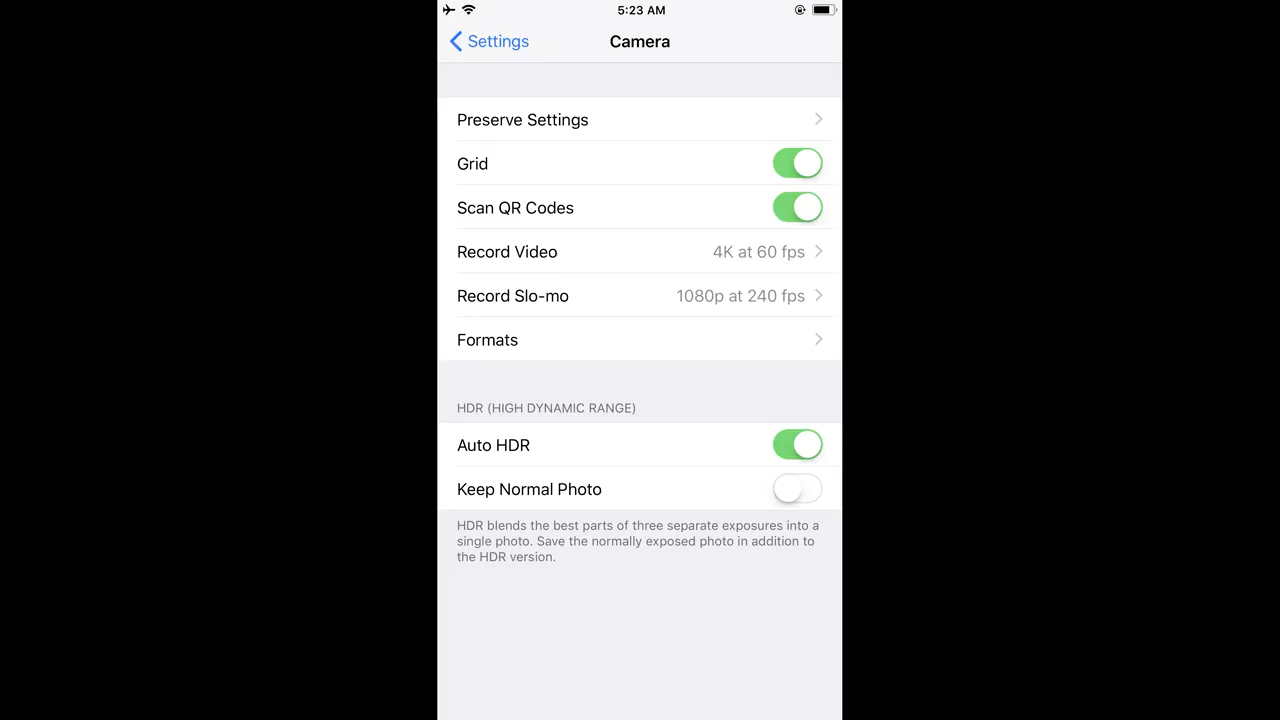 5:23 AM
Settings
Camera
Preserve Settings
Grid
Scan QR Codes
Record Video 4K at 60 fps
Record Slo-mo 1080p at 240 fps
Formats
HDR (HIGH DYNAMIC RANGE)
Auto HDR
Keep Normal Photo
HDR blends the best parts of three separate exposures into a
single photo. Save the normally exposed photo in addition to
the HDR version.